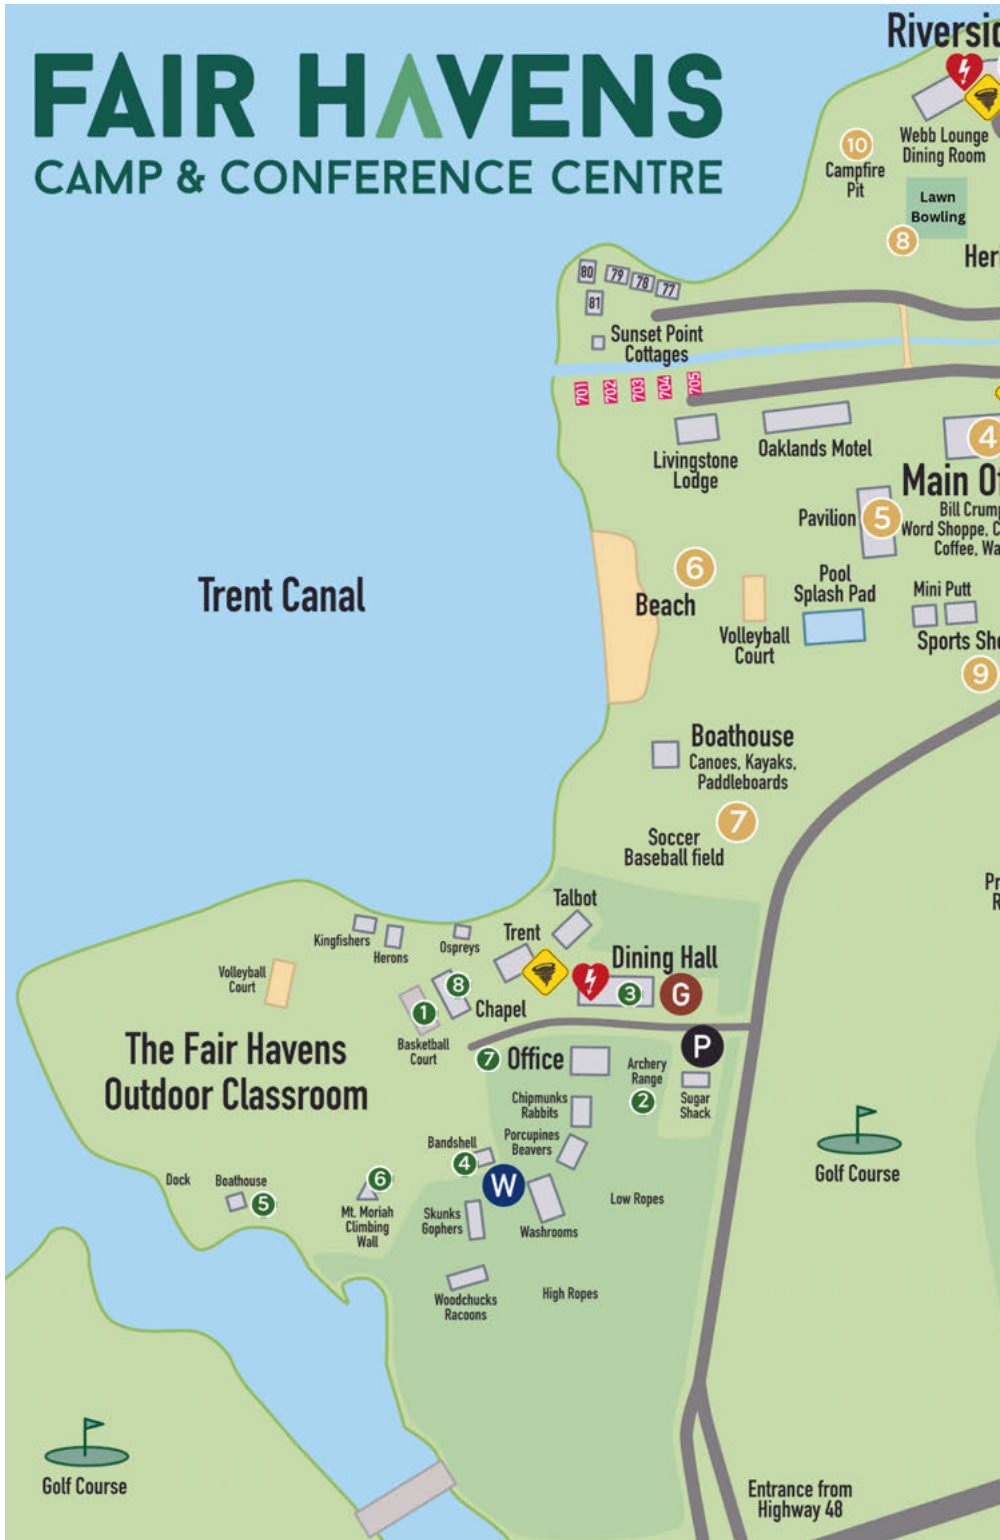 FAIR HAVENS
CAMP & CONFERENCE CENTRE
Webb Lounge
Dining Room
10
Campfire
Pit
Lawn
Bowling
8
80
79
78
77
81
Sunset Point
Cottages
701
702
703
704
705
Livingstone
Lodge
Oaklands Motel
4
Main
Bill
Word Shoppe,
Coffee,
Pavilion
5
Trent Canal
6
Beach
Volleyball
Court
Pool
Splash Pad
Mini Putt
Sports
9
Boathouse
Canoes, Kayaks,
Paddleboards
7
Soccer
Baseball field
Talbot
Trent
Kingfishers
Herons
Ospreys
Volleyball
Court
Dining Hall
3
G
8
Chapel
1
Basketball
Court
The Fair Havens
Outdoor Classroom
7
Office
P
Archery
Range
2
Sugar
Shack
Chipmunks
Rabbits
Porcupines
Beavers
Bandshell
4
W
Washrooms
Low Ropes
Dock
Boathouse
5
6
Mt. Moriah
Climbing
Wall
Skunks
Gophers
Woodchucks
Racoons
High Ropes
Golf Course
Golf Course
Entrance from
Highway 48